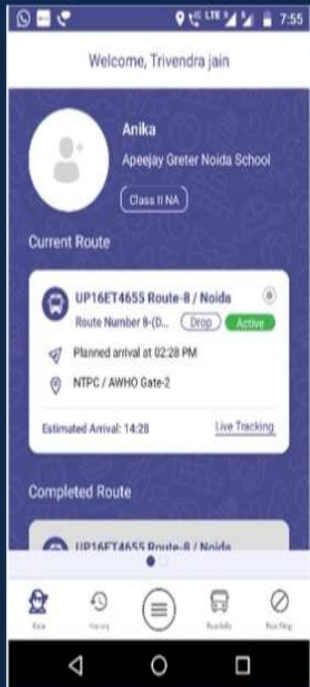 LTE 7:55
Welcome, Trivendra jain
Anika
Apeejay Greter Noida School
Class II NA
Current Route
UP16ET4655 Route-8 / Noida
Route Number 8-(D... Drop Active
Planned arrival at 02:28 PM
NTPC / AWHO Gate-2
Estimated Arrival: 14:28 Live Tracking
Completed Route
UP16ET4655 Route-8 / Noida
History